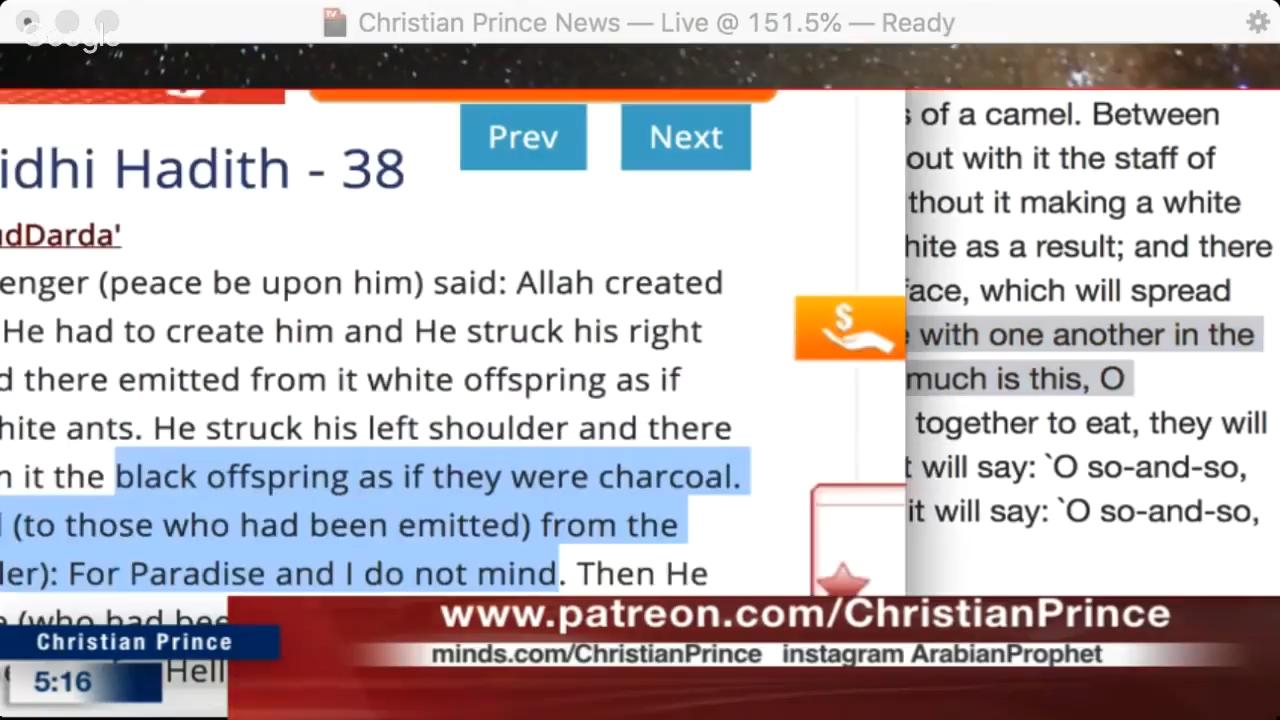 Christian Prince News — Live @ 151.5% — Ready
Google
Prev
Next
idhi Hadith - 38
udDarda'
enger (peace be upon him) said: Allah created
He had to create him and He struck his right
d there emitted from it white offspring as if
hite ants. He struck his left shoulder and there
m it the black offspring as if they were charcoal.
(to those who had been emitted) from the
der): For Paradise and I do not mind. Then He
(who had bee
Hell
s of a camel. Between
out with it the staff of
thout it making a white
hite as a result; and there
face, which will spread
with one another in the
much is this, O
together to eat, they will
t will say: `O so-and-so,
it will say: `O so-and-so,
www.patreon.com/ChristianPrince
Christian Prince
minds.com/ChristianPrince instagram ArabianProphet
5:16